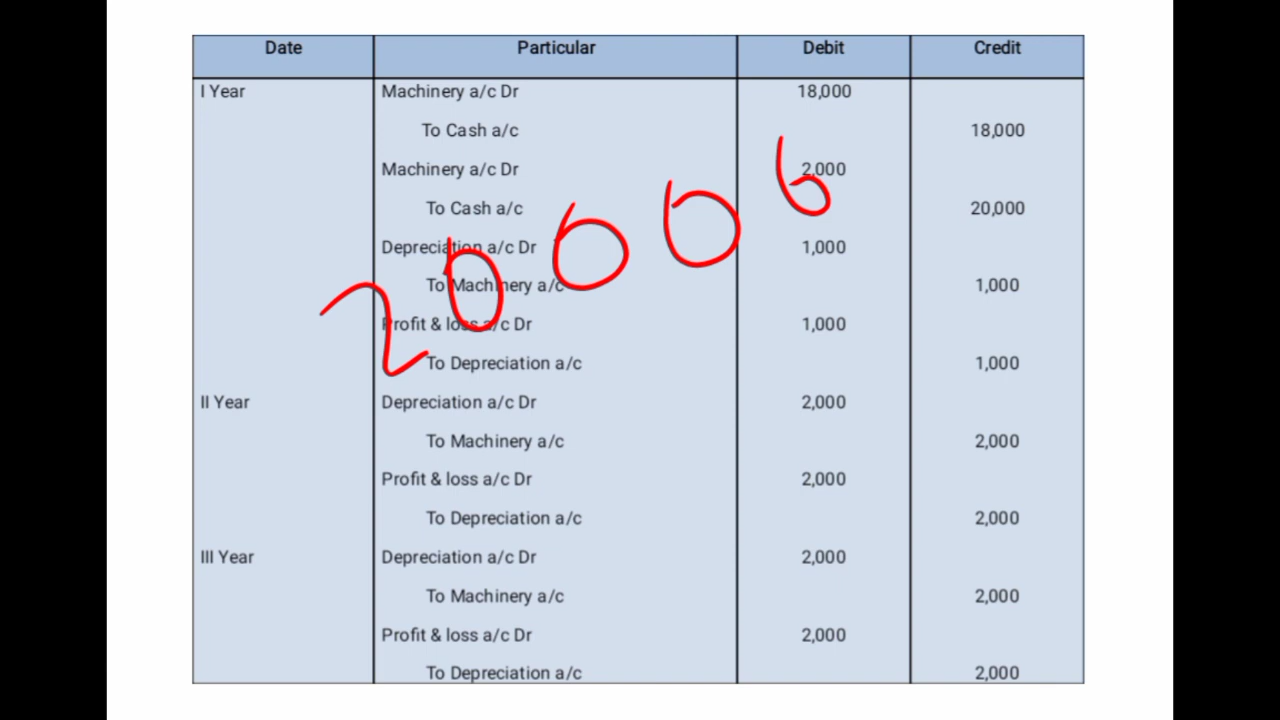 Date Particular Debit Credit
I Year Machinery a/c Dr 18,000
To Cash a/c 18,000
Machinery a/c Dr 2,000
To Cash a/c 20,000
Depreciation a/c Dr 1,000
To Machinery a/c 1,000
Profit & loss a/c Dr 1,000
To Depreciation a/c 1,000
II Year Depreciation a/c Dr 2,000
To Machinery a/c 2,000
Profit & loss a/c Dr 2,000
To Depreciation a/c 2,000
III Year Depreciation a/c Dr 2,000
To Machinery a/c 2,000
Profit & loss a/c Dr 2,000
To Depreciation a/c 2,000
20000